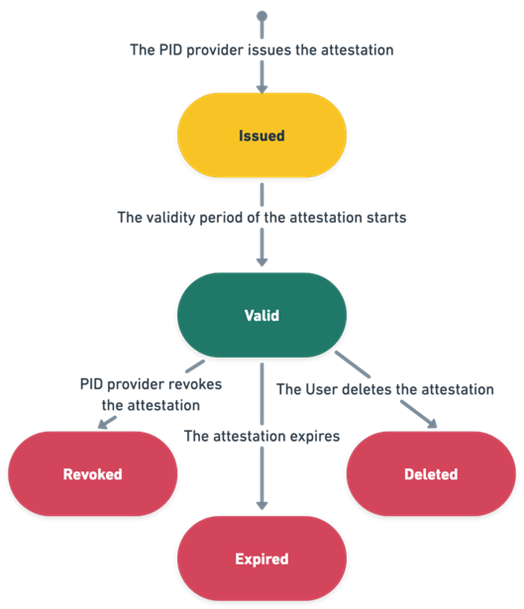 The PID provider issues the attestation
Issued
The validity period of the attestation starts
Valid
PID provider revokes
the attestation
The User deletes the attestation
The attestation expires
Revoked
Deleted
Expired